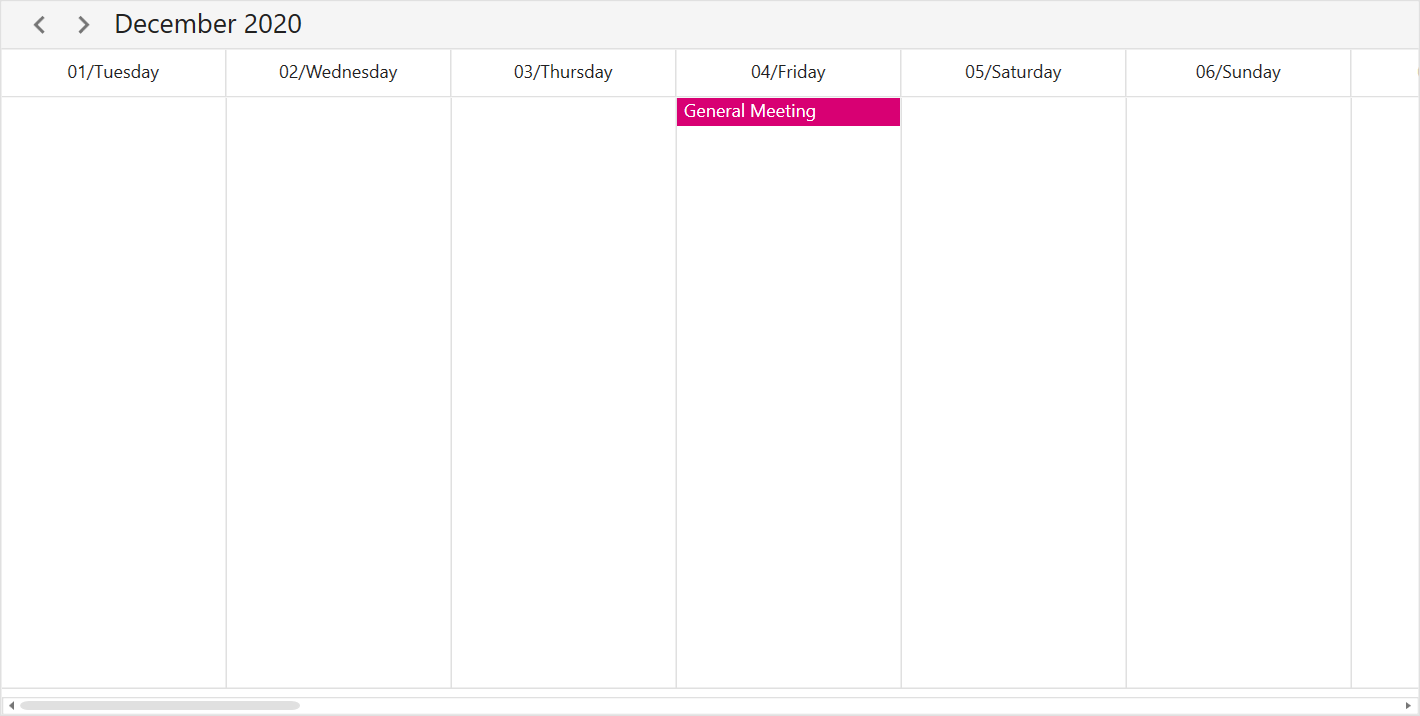 December 2020
01/Tuesday
02/Wednesday
03/Thursday
04/Friday
05/Saturday
06/Sunday
General Meeting